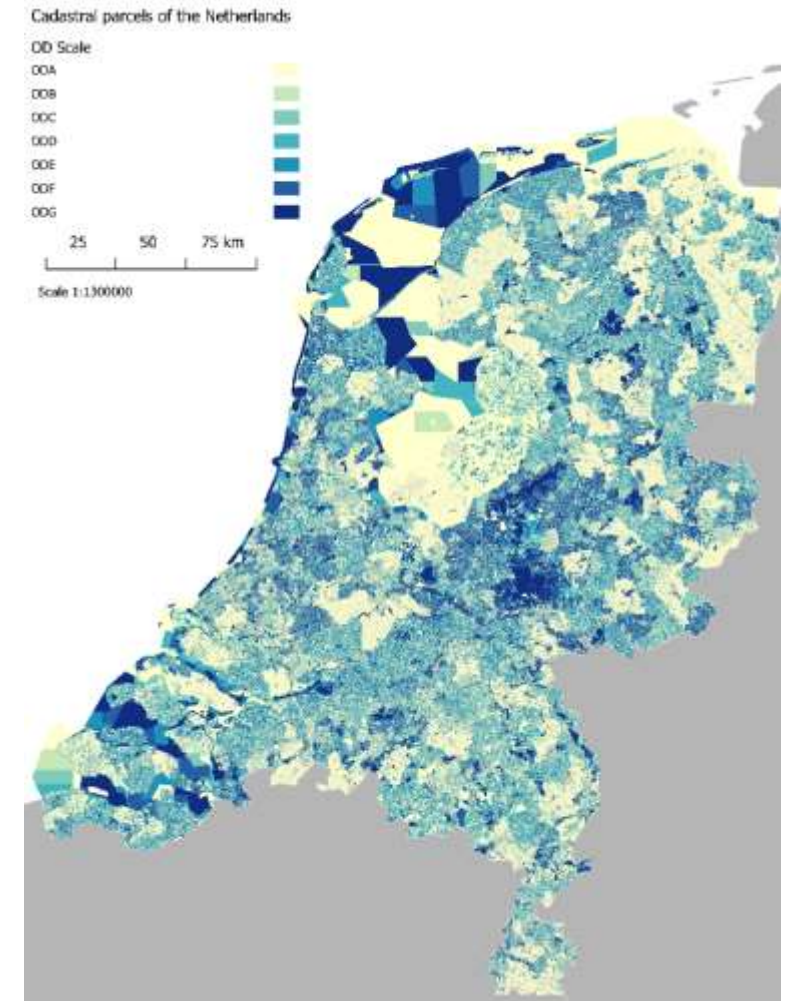 Cadastral parcels of the Netherlands
OD Scale
ODA
ODB
ODC
ODD
ODE
ODF
ODG
25 50 75 km
Scale 1:1300000